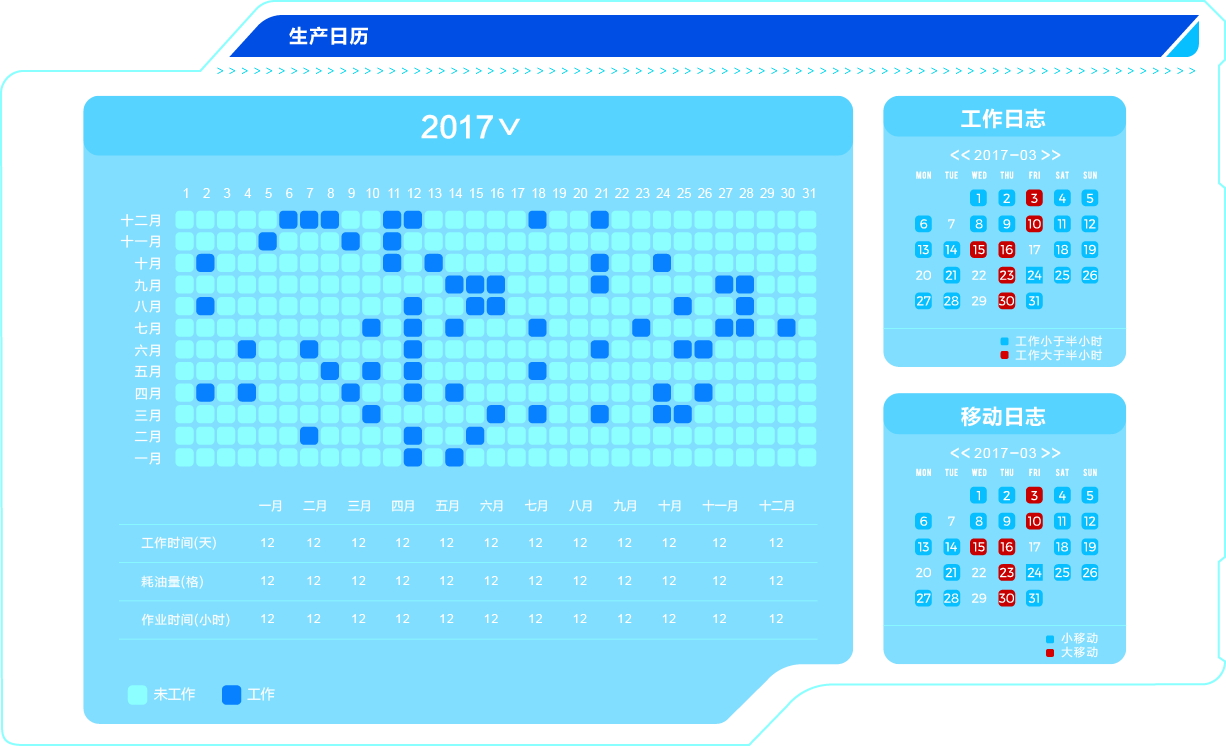 生产日历
> > > > > > > > > > > > > > > > > > > > > > > > > > > > > > > > > > > > > > > > > > > > > > > > > > > > > > > > > > > > > > > > > > > > > > > > > > > > > > >
2017
1 2 3 4 5 6 7 8 9 10 11 12 13 14 15 16 17 18 19 20 21 22 23 24 25 26 27 28 29 30 31
十二月
十一月
十月
九月
八月
七月
六月
五月
四月
三月
二月
一月
一月 二月 三月 四月 五月 六月 七月 八月 九月 十月 十一月 十二月
工作时间(天) 12 12 12 12 12 12 12 12 12 12 12 12
耗油量(格) 12 12 12 12 12 12 12 12 12 12 12 12
作业时间(小时) 12 12 12 12 12 12 12 12 12 12 12 12
未工作 工作
工作日志
<< 2017-03 >>
MON TUE WED THU FRI SAT SUN
1 2 3 4 5
6 7 8 9 10 11 12
13 14 15 16 17 18 19
20 21 22 23 24 25 26
27 28 29 30 31
工作小于半小时
工作大于半小时
移动日志
<< 2017-03 >>
MON TUE WED THU FRI SAT SUN
1 2 3 4 5
6 7 8 9 10 11 12
13 14 15 16 17 18 19
20 21 22 23 24 25 26
27 28 29 30 31
小移动
大移动